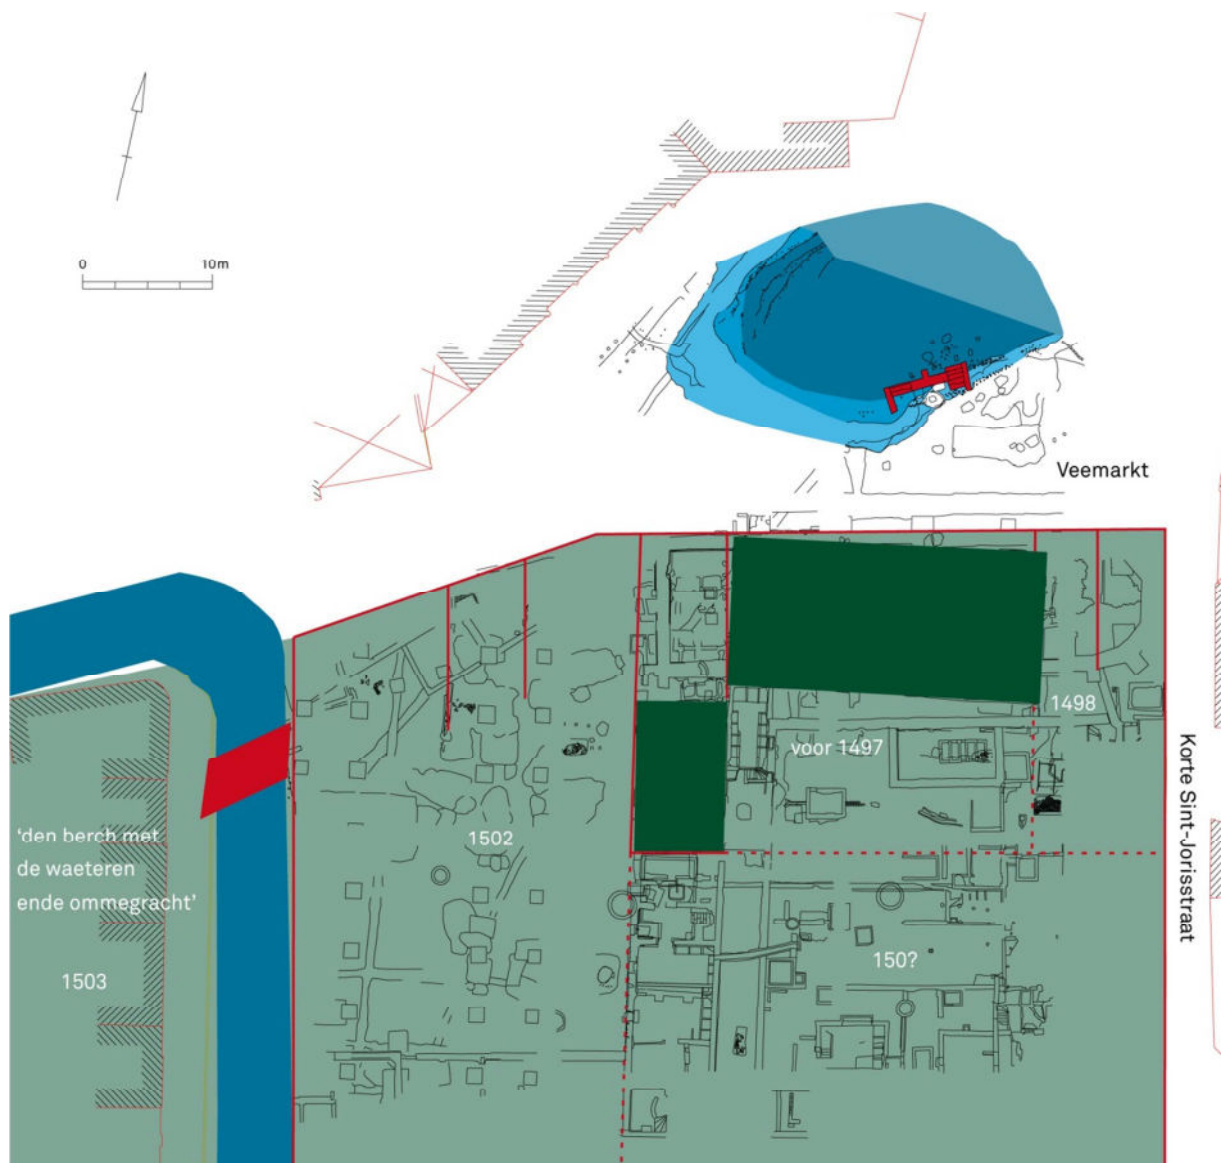 0 10m
Veemarkt
1498
voor 1497
Korte Sint-Jorisstraat
1502
'den berch met
de waeteren
ende ommegracht'
150?
1503